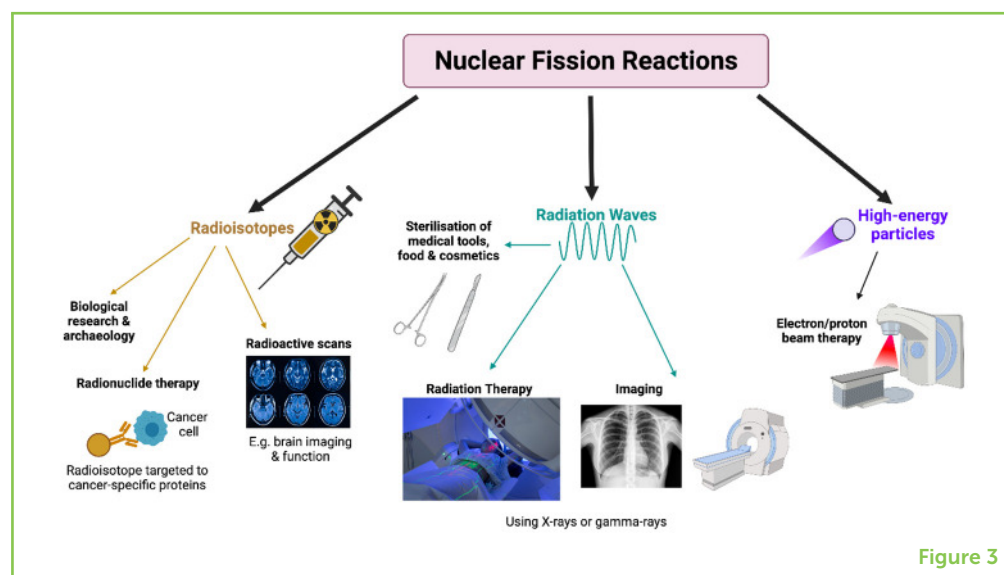 Nuclear Fission Reactions
Radioisotopes
Biological
research &
archaeology
Radionuclide therapy
Cancer
cell
Radioisotope targeted to
cancer-specific proteins
Radioactive scans
E.g. brain imaging
& function
Radiation Waves
Sterilisation of
medical tools,
food & cosmetics
Radiation Therapy
Imaging
Using X-rays or gamma-rays
High-energy
particles
Electron/proton
beam therapy
Figure 3